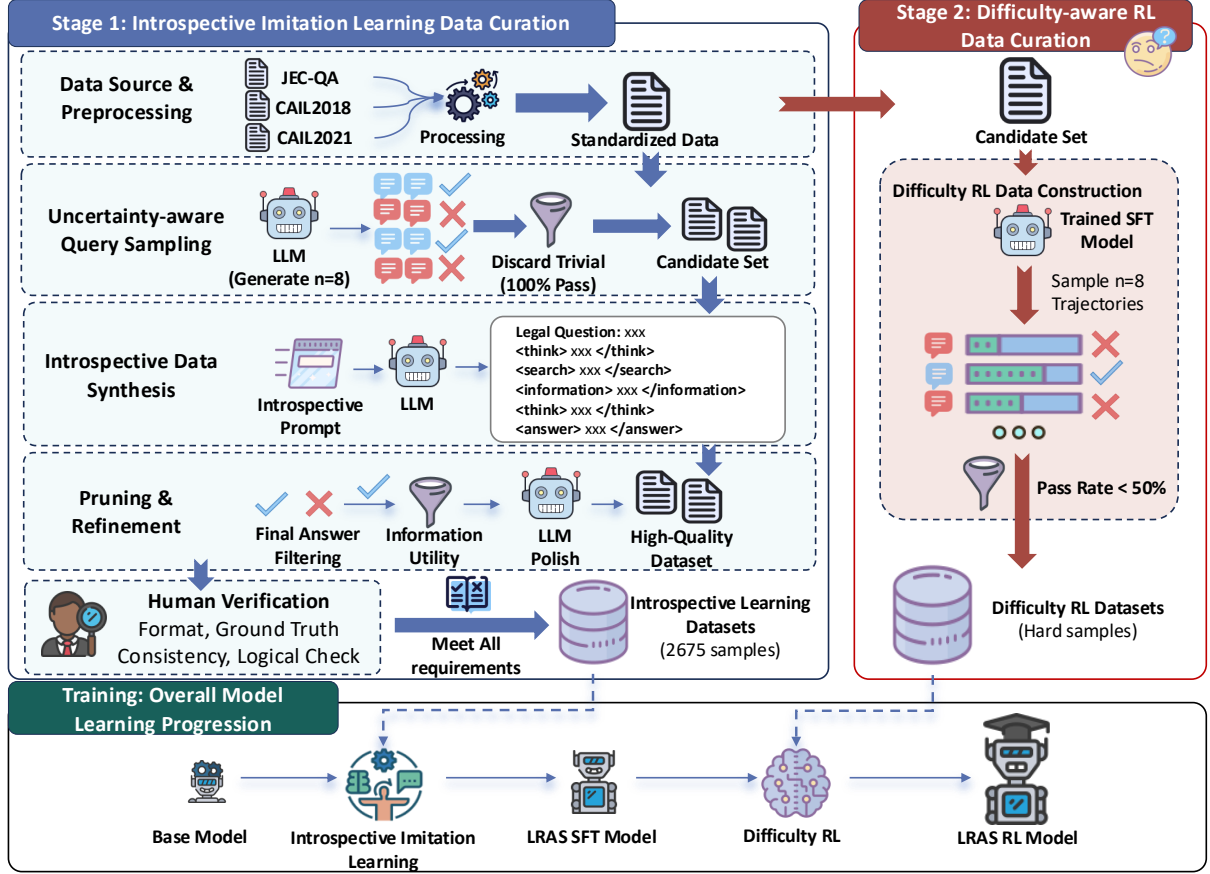 Stage 1: Introspective Imitation Learning Data Curation
Data Source &
Preprocessing
JEC-QA
CAIL2018
CAIL2021
Processing
Standardized Data
Uncertainty-aware
Query Sampling
LLM
(Generate n=8)
Discard Trivial
(100% Pass)
Candidate Set
Introspective Data
Synthesis
Introspective
Prompt
LLM
Legal Question: xxx
<think> xxx </think>
<search> xxx </search>
<information> xxx </information>
<think> xxx </think>
<answer> xxx </answer>
Pruning &
Refinement
Final Answer
Filtering
Information
Utility
LLM
Polish
High-Quality
Dataset
Human Verification
Format, Ground Truth
Consistency, Logical Check
Meet All
requirements
Introspective Learning
Datasets
(2675 samples)
Stage 2: Difficulty-aware RL
Data Curation
Candidate Set
Difficulty RL Data Construction
Trained SFT
Model
Sample n=8
Trajectories
Pass Rate < 50%
Difficulty RL Datasets
(Hard samples)
Training: Overall Model
Learning Progression
Base Model
Introspective Imitation
Learning
LRAS SFT Model
Difficulty RL
LRAS RL Model